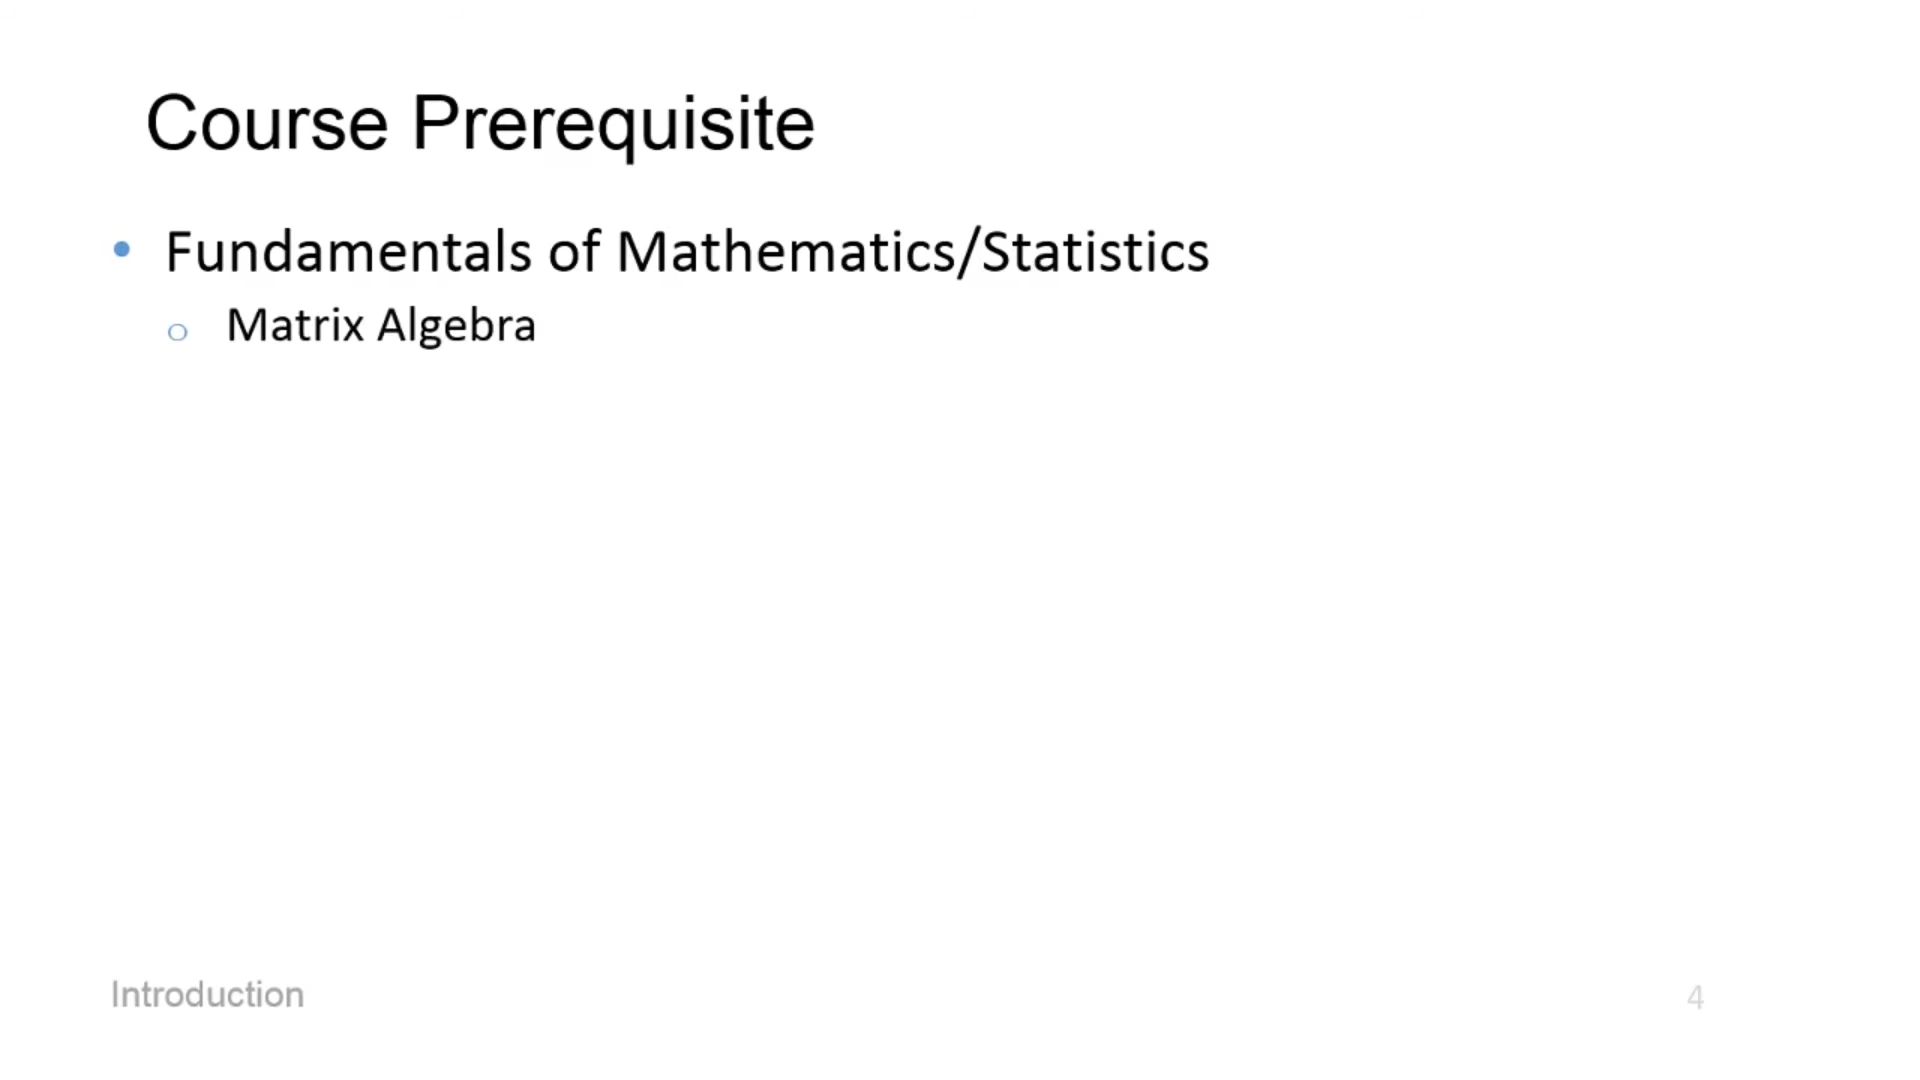 Course Prerequisite
• Fundamentals of Mathematics/Statistics
o Matrix Algebra
Introduction
4